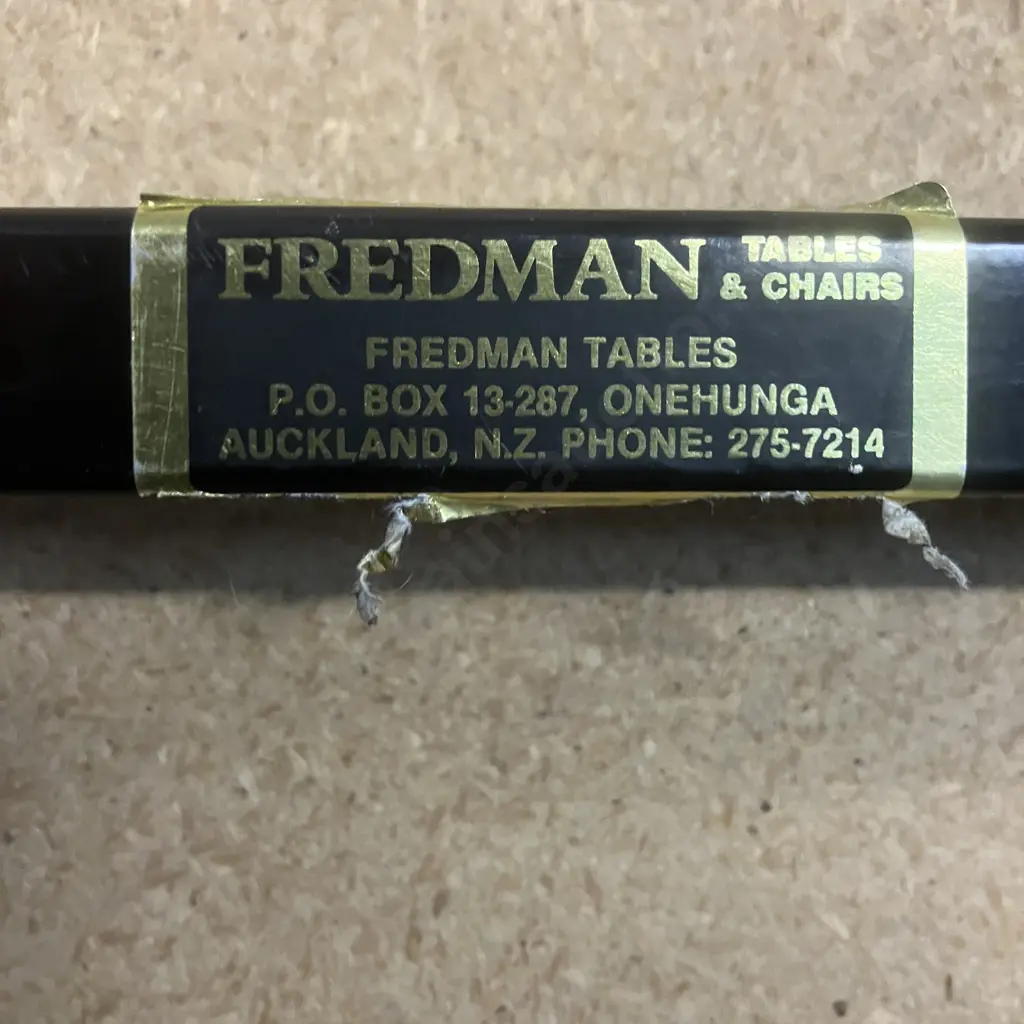 FREDMAN TABLES & CHAIRS
FREDMAN TABLES
P.O. BOX 13-287, ONEHUNGA
AUCKLAND, N.Z. PHONE: 275-7214